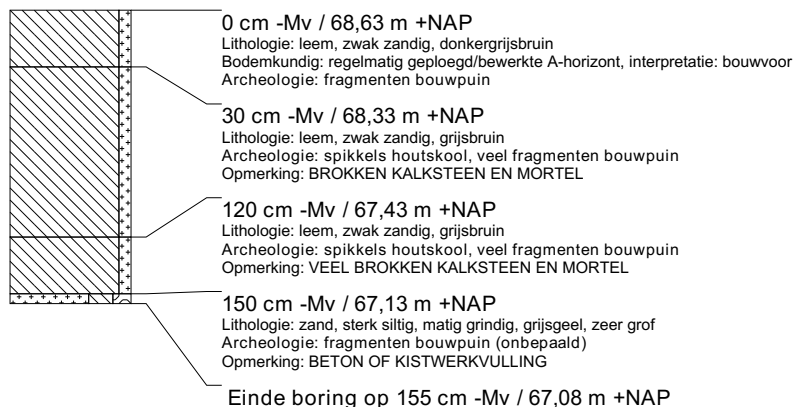 0 cm -Mv / 68,63 m +NAP
Lithologie: leem, zwak zandig, donkergrijsbruin
Bodemkundig: regelmatig geploegd/bewerkte A-horizont, interpretatie: bouwvoor
Archeologie: fragmenten bouwpuin
30 cm -Mv / 68,33 m +NAP
Lithologie: leem, zwak zandig, grijsbruin
Archeologie: spikkels houtskool, veel fragmenten bouwpuin
Opmerking: BROKKEN KALKSTEEN EN MORTEL
120 cm -Mv / 67,43 m +NAP
Lithologie: leem, zwak zandig, grijsbruin
Archeologie: spikkels houtskool, veel fragmenten bouwpuin
Opmerking: VEEL BROKKEN KALKSTEEN EN MORTEL
150 cm -Mv / 67,13 m +NAP
Lithologie: zand, sterk siltig, matig grindig, grijsgeel, zeer grof
Archeologie: fragmenten bouwpuin (onbepaald)
Opmerking: BETON OF KISTWERKVULLING
Einde boring op 155 cm -Mv / 67,08 m +NAP